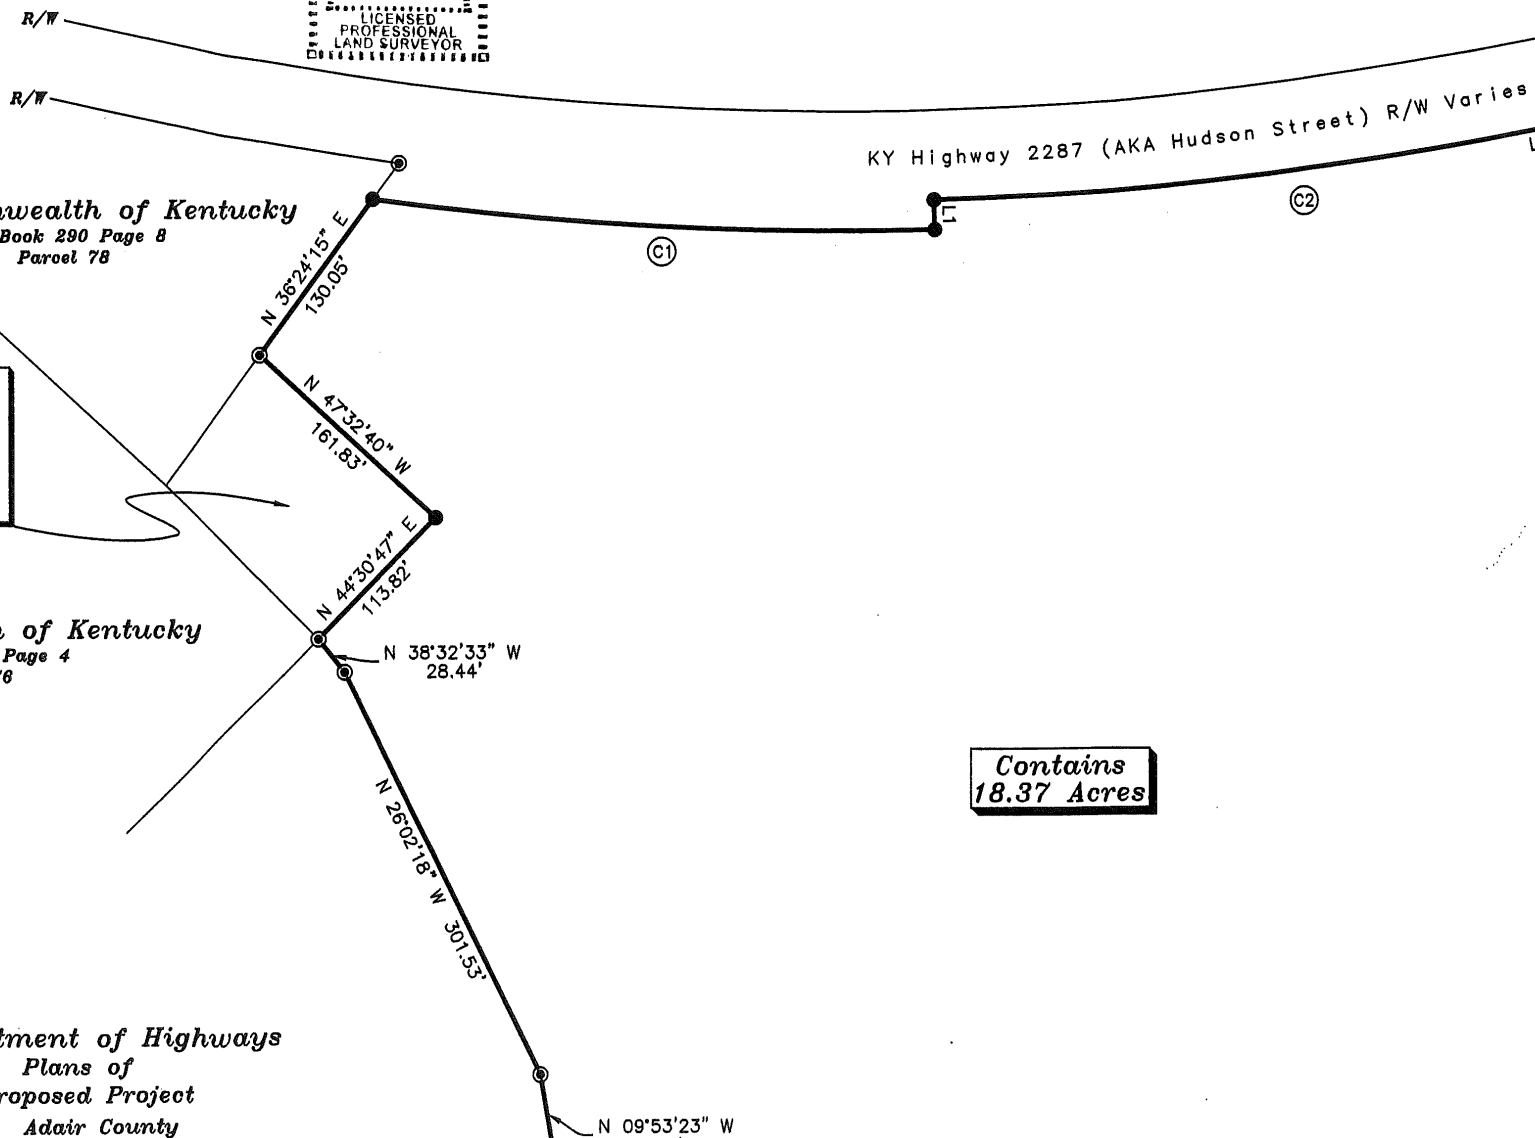 R/W
LICENSED
PROFESSIONAL
LAND SURVEYOR
R/W
KY Highway 2287 (AKA Hudson Street) R/W Varies
L
wealth of Kentucky
Book 290 Page 8
Parcel 78
L1
C1
C2
N 36°24'15" E
130.05'
N 47°32'40" W
161.83'
N 44°30'47" E
113.82'
of Kentucky
Page 4
6
N 38°32'33" W
28.44'
Contains
18.37 Acres
N 26°02'18" W 301.53'
tment of Highways
Plans of
roposed Project
Adair County
N 09°53'23" W